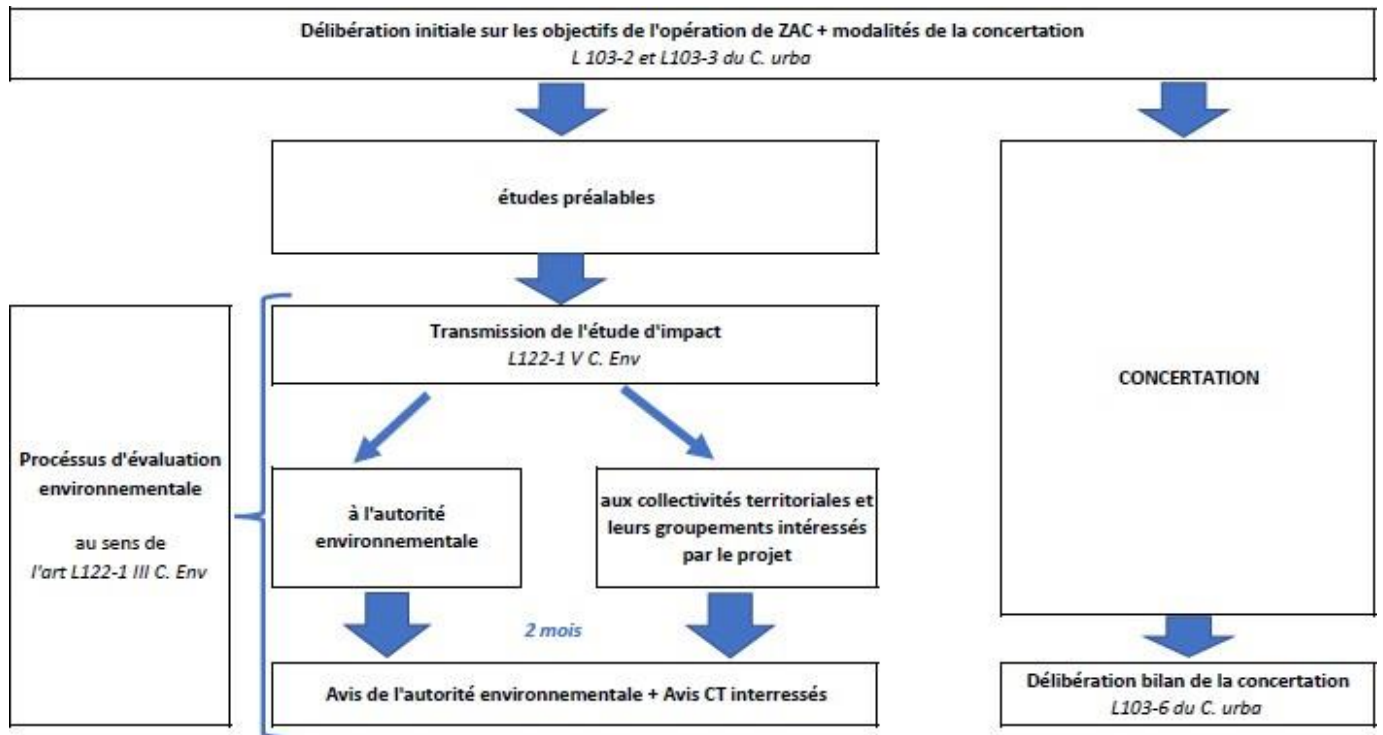 Délibération initiale sur les objectifs de l'opération de ZAC + modalités de la concertation
L 103-2 et L103-3 du C. urba
études préalables
Transmission de l'étude d'impact
L122-1 V C. Env
CONCERTATION
Procéssus d'évaluation
environnementale
au sens de
l'art L122-1 III C. Env
à l'autorité
environnementale
aux collectivités territoriales et
leurs groupements intéressés
par le projet
2 mois
Avis de l'autorité environnementale + Avis CT interressés
Délibération bilan de la concertation
L103-6 du C. urba